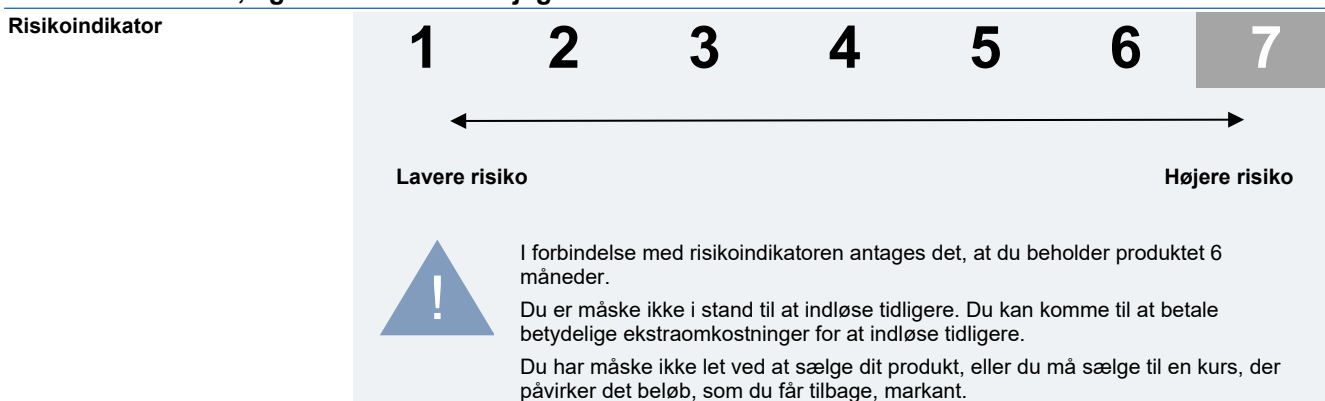 Risikoindikator
1 2 3 4 5 6 7
Lavere risiko Højere risiko
!
I forbindelse med risikoindikatoren antages det, at du beholder produktet 6
måneder.
Du er måske ikke i stand til at indløse tidligere. Du kan komme til at betale
betydelige ekstraomkostninger for at indløse tidligere.
Du har måske ikke let ved at sælge dit produkt, eller du må sælge til en kurs, der
påvirker det beløb, som du får tilbage, markant.